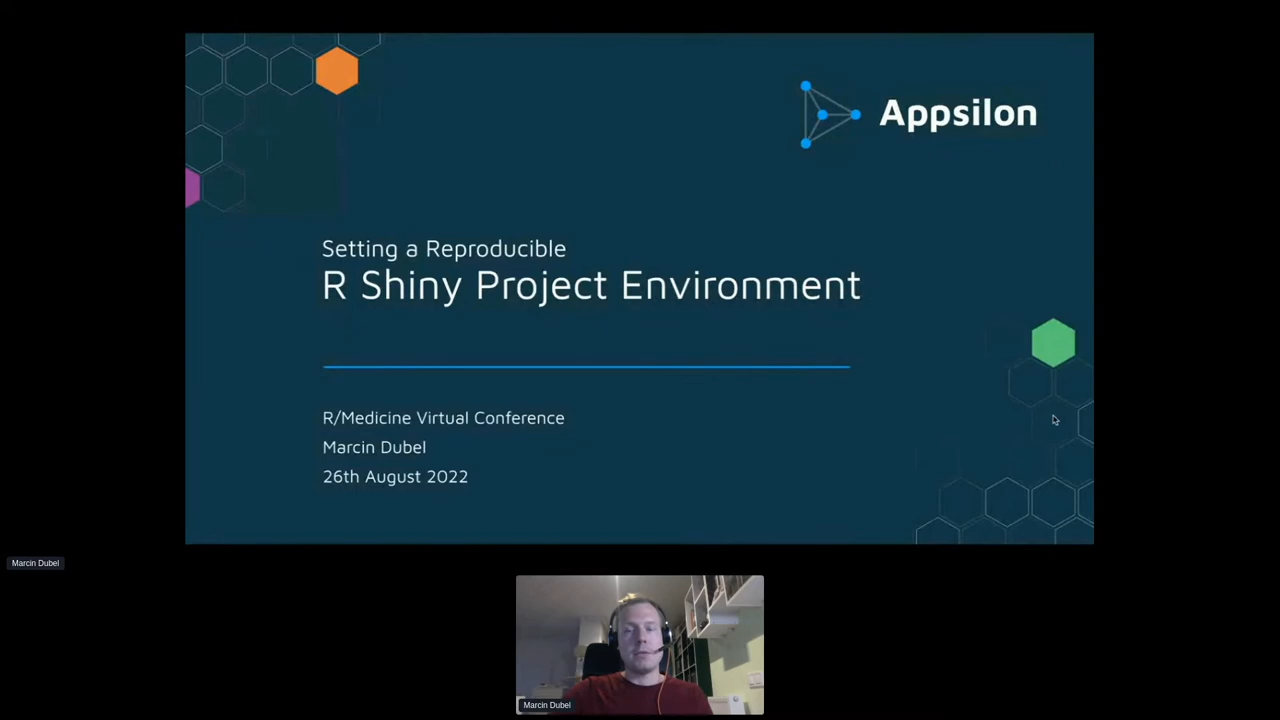 Appsilon
Setting a Reproducible
R Shiny Project Environment
R/Medicine Virtual Conference
Marcin Dubel
26th August 2022
Marcin Dubel
Marcin Dubel